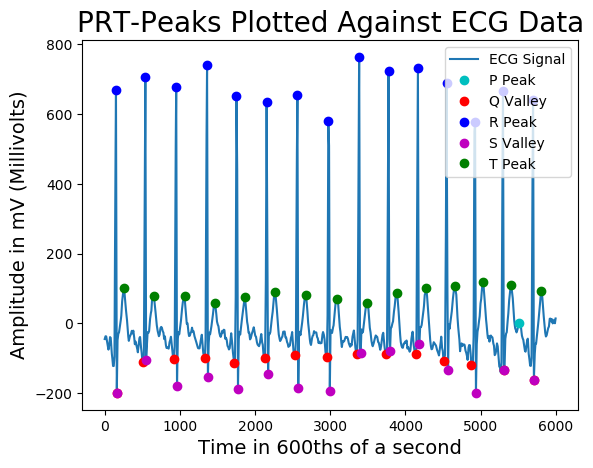 PRT-Peaks Plotted Against ECG Data
Amplitude in mV (Millivolts)
800
600
400
200
0
−200
0
1000
2000
3000
4000
5000
6000
Time in 600ths of a second
ECG Signal
P Peak
Q Valley
R Peak
S Valley
T Peak